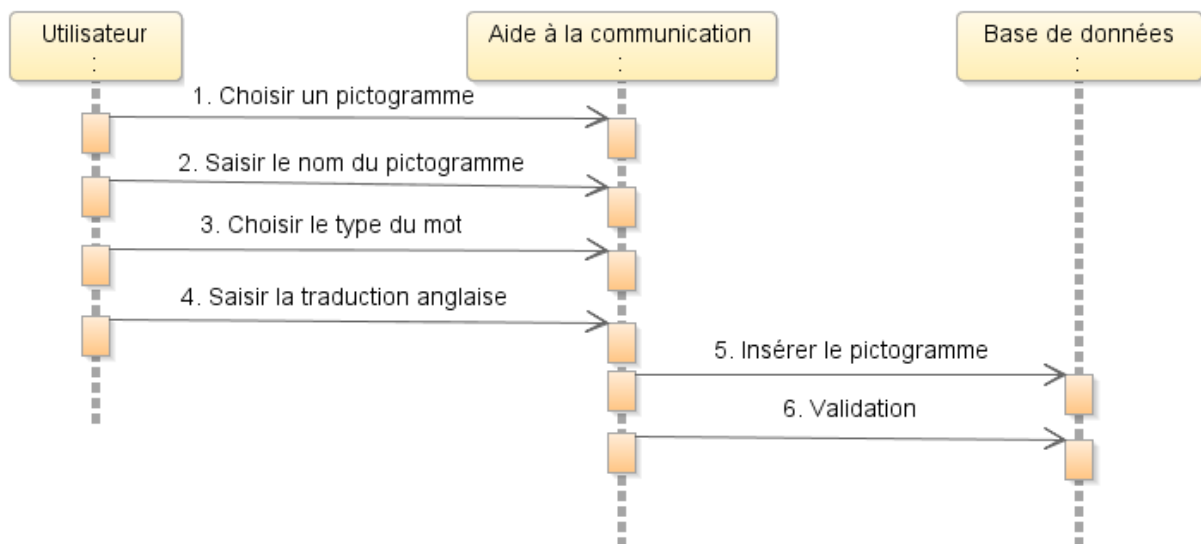 Utilisateur
:
Aide à la communication
:
Base de données
:
1. Choisir un pictogramme
2. Saisir le nom du pictogramme
3. Choisir le type du mot
4. Saisir la traduction anglaise
5. Insérer le pictogramme
6. Validation